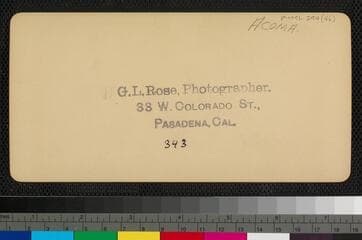 ACOMA.
G. L. Rose, Photographer.
38 W. COLORADO ST.,
PASADENA, CAL.
343